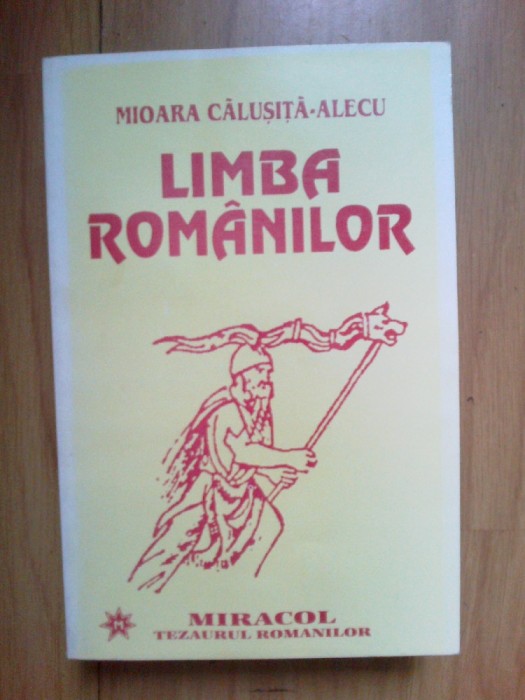 MIOARA CĂLUȘIȚĂ-ALECU
LIMBA
ROMÂNILOR
M
MIRACOL
TEZAURUL ROMANILOR